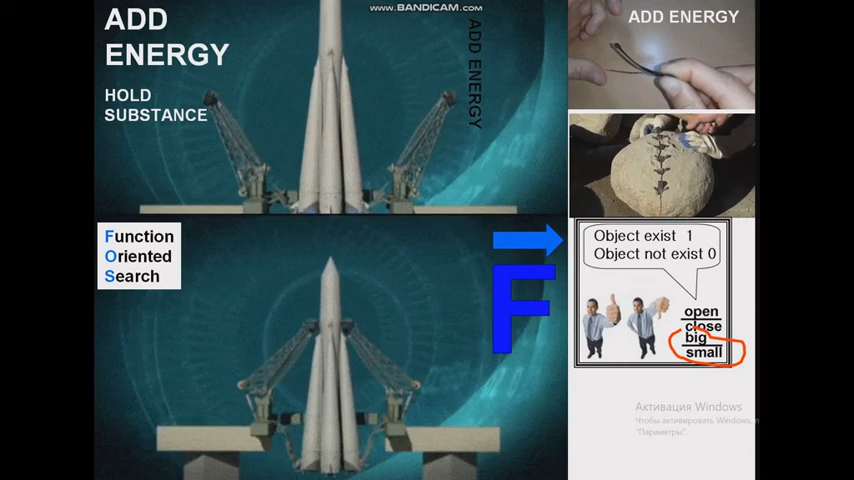 WWW.BANDICAM.COM
ADD
ENERGY
HOLD
SUBSTANCE
ADD ENERGY
ADD ENERGY
Function
Oriented
Search
F
Object exist 1
Object not exist 0
open
close
big
small
Активация Windows
Чтобы активировать Windows, п
"Параметры".